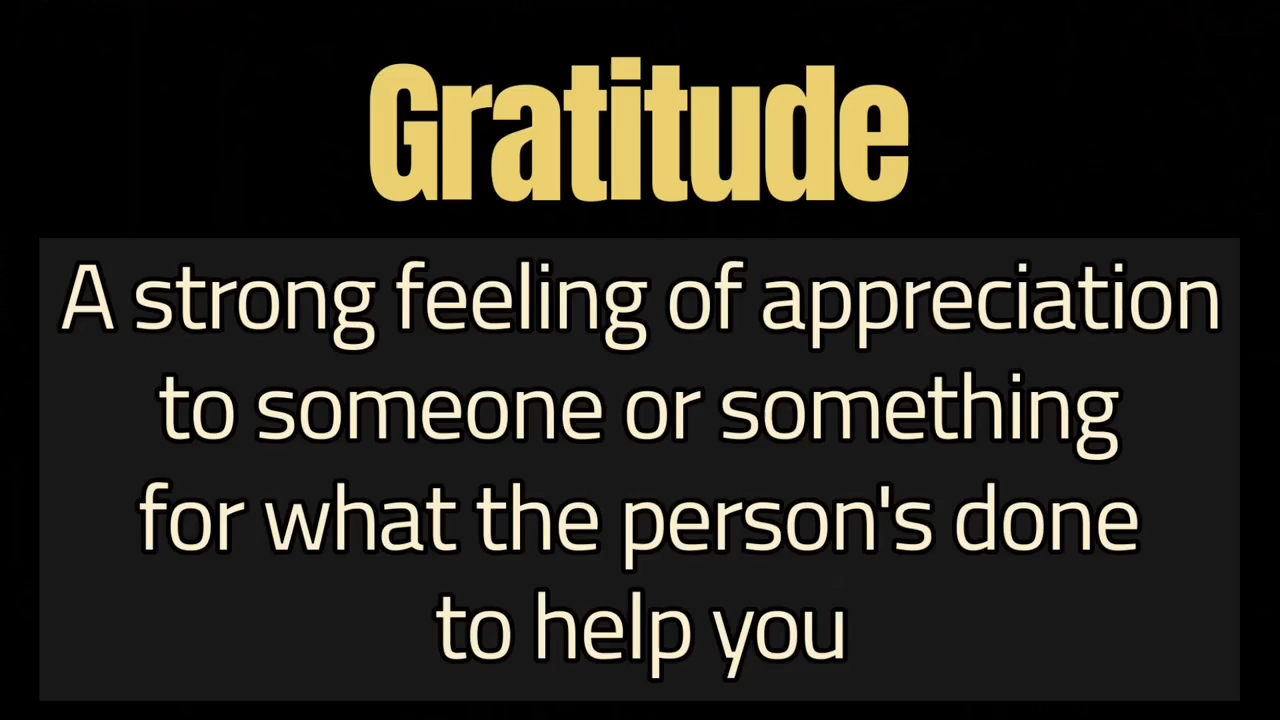 Gratitude
A strong feeling of appreciation
to someone or something
for what the person's done
to help you